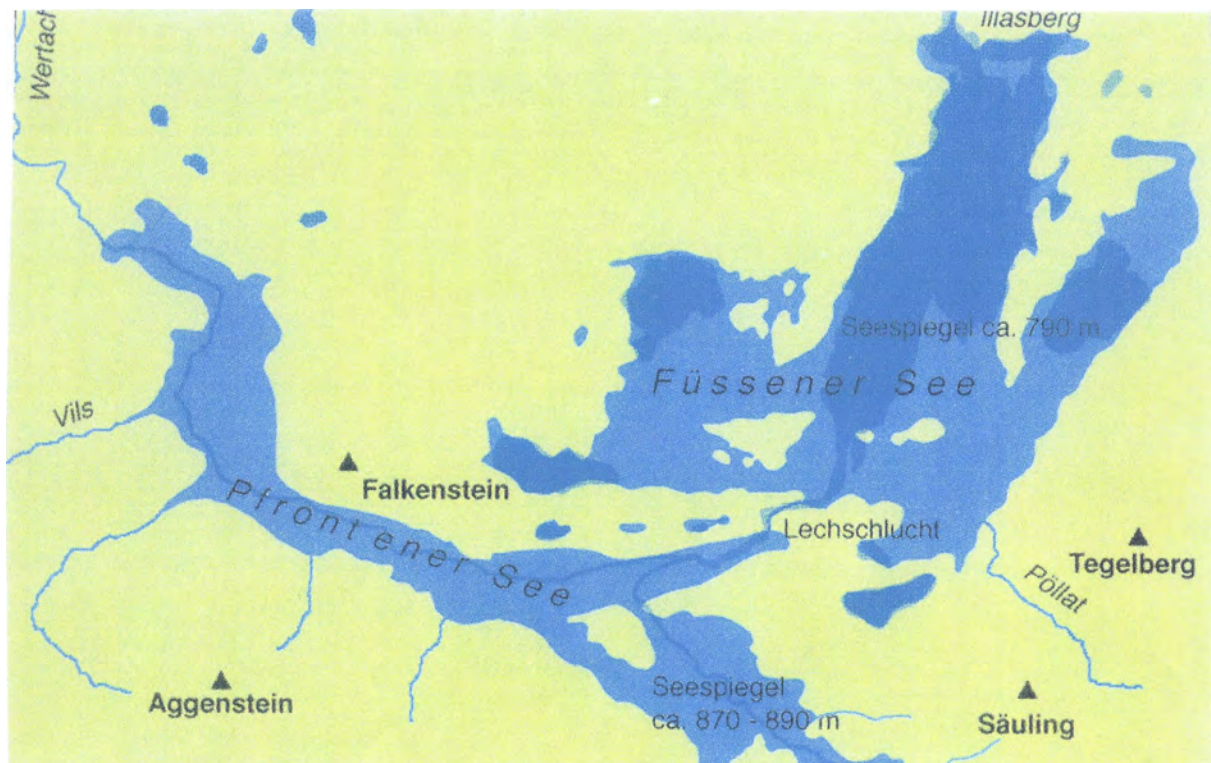 Illasberg
Wertach
Seespiegel ca. 790 m
Füssener See
Vils
Falkenstein
Pfrontener See
Lechschlucht
Tegelberg
Pöllat
Aggenstein
Seespiegel
ca. 870 - 890 m
Säuling